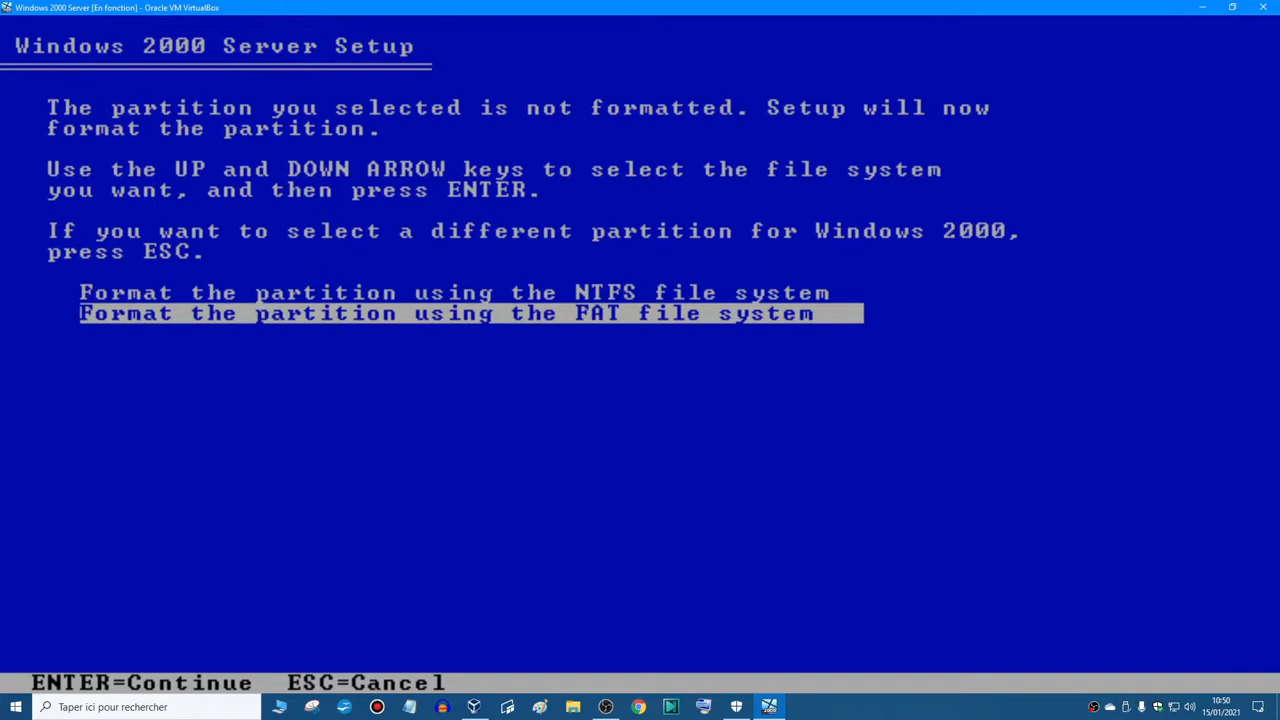 Windows 2000 Server [En fonction] - Oracle VM VirtualBox
Windows 2000 Server Setup
The partition you selected is not formatted. Setup will now
format the partition.
Use the UP and DOWN ARROW keys to select the file system
you want, and then press ENTER.
If you want to select a different partition for Windows 2000,
press ESC.
Format the partition using the NTFS file system
Format the partition using the FAT file system
ENTER=Continue ESC=Cancel
Taper ici pour rechercher
10:50
15/01/2021